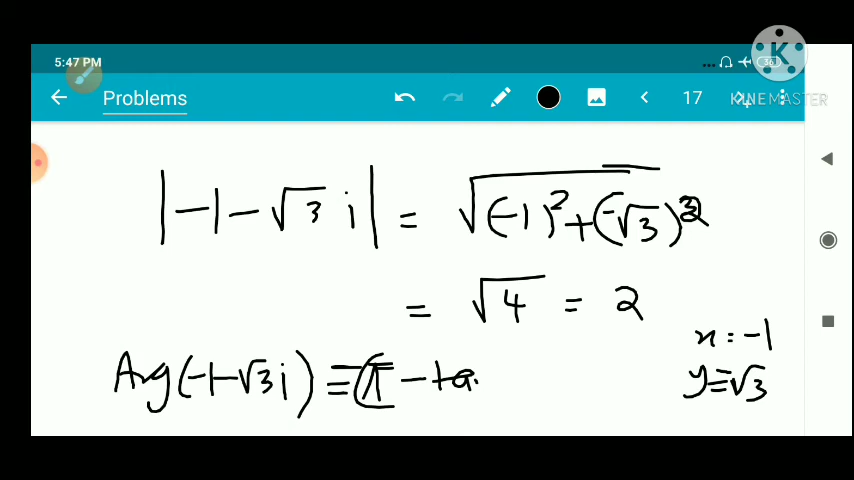 5:47 PM
36
K
KINEMASTER
Problems
17
|-1-√3 i| = √(-1)²+(-√3)²
= √4 = 2
x = -1
y = -√3
Arg(-1-√3i) =